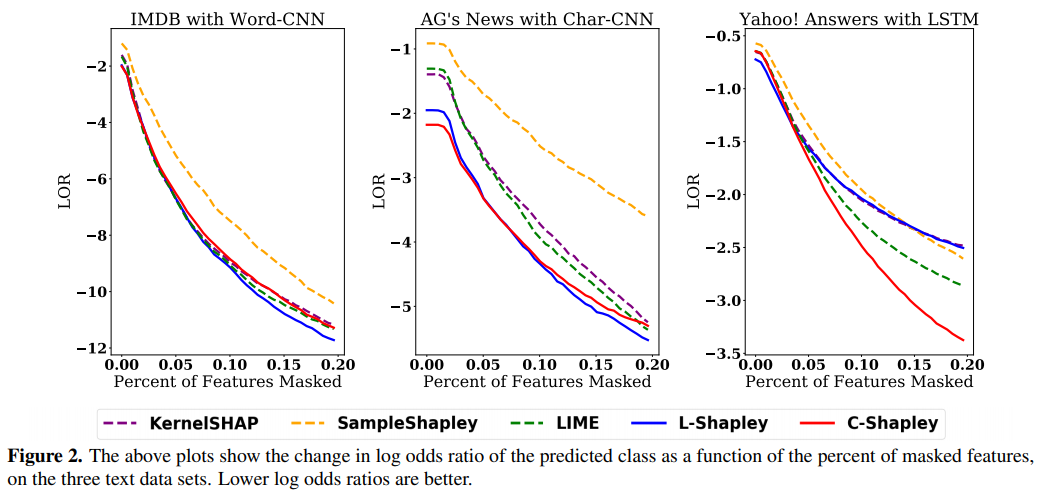 IMDB with Word-CNN
LOR
−2
−4
−6
−8
−10
−12
0.00 0.05 0.10 0.15 0.20
Percent of Features Masked
AG's News with Char-CNN
LOR
−1
−2
−3
−4
−5
0.00 0.05 0.10 0.15 0.20
Percent of Features Masked
Yahoo! Answers with LSTM
LOR
−0.5
−1.0
−1.5
−2.0
−2.5
−3.0
−3.5
0.00 0.05 0.10 0.15 0.20
Percent of Features Masked
KernelSHAP SampleShapley LIME L-Shapley C-Shapley
Figure 2. The above plots show the change in log odds ratio of the predicted class as a function of the percent of masked features,
on the three text data sets. Lower log odds ratios are better.